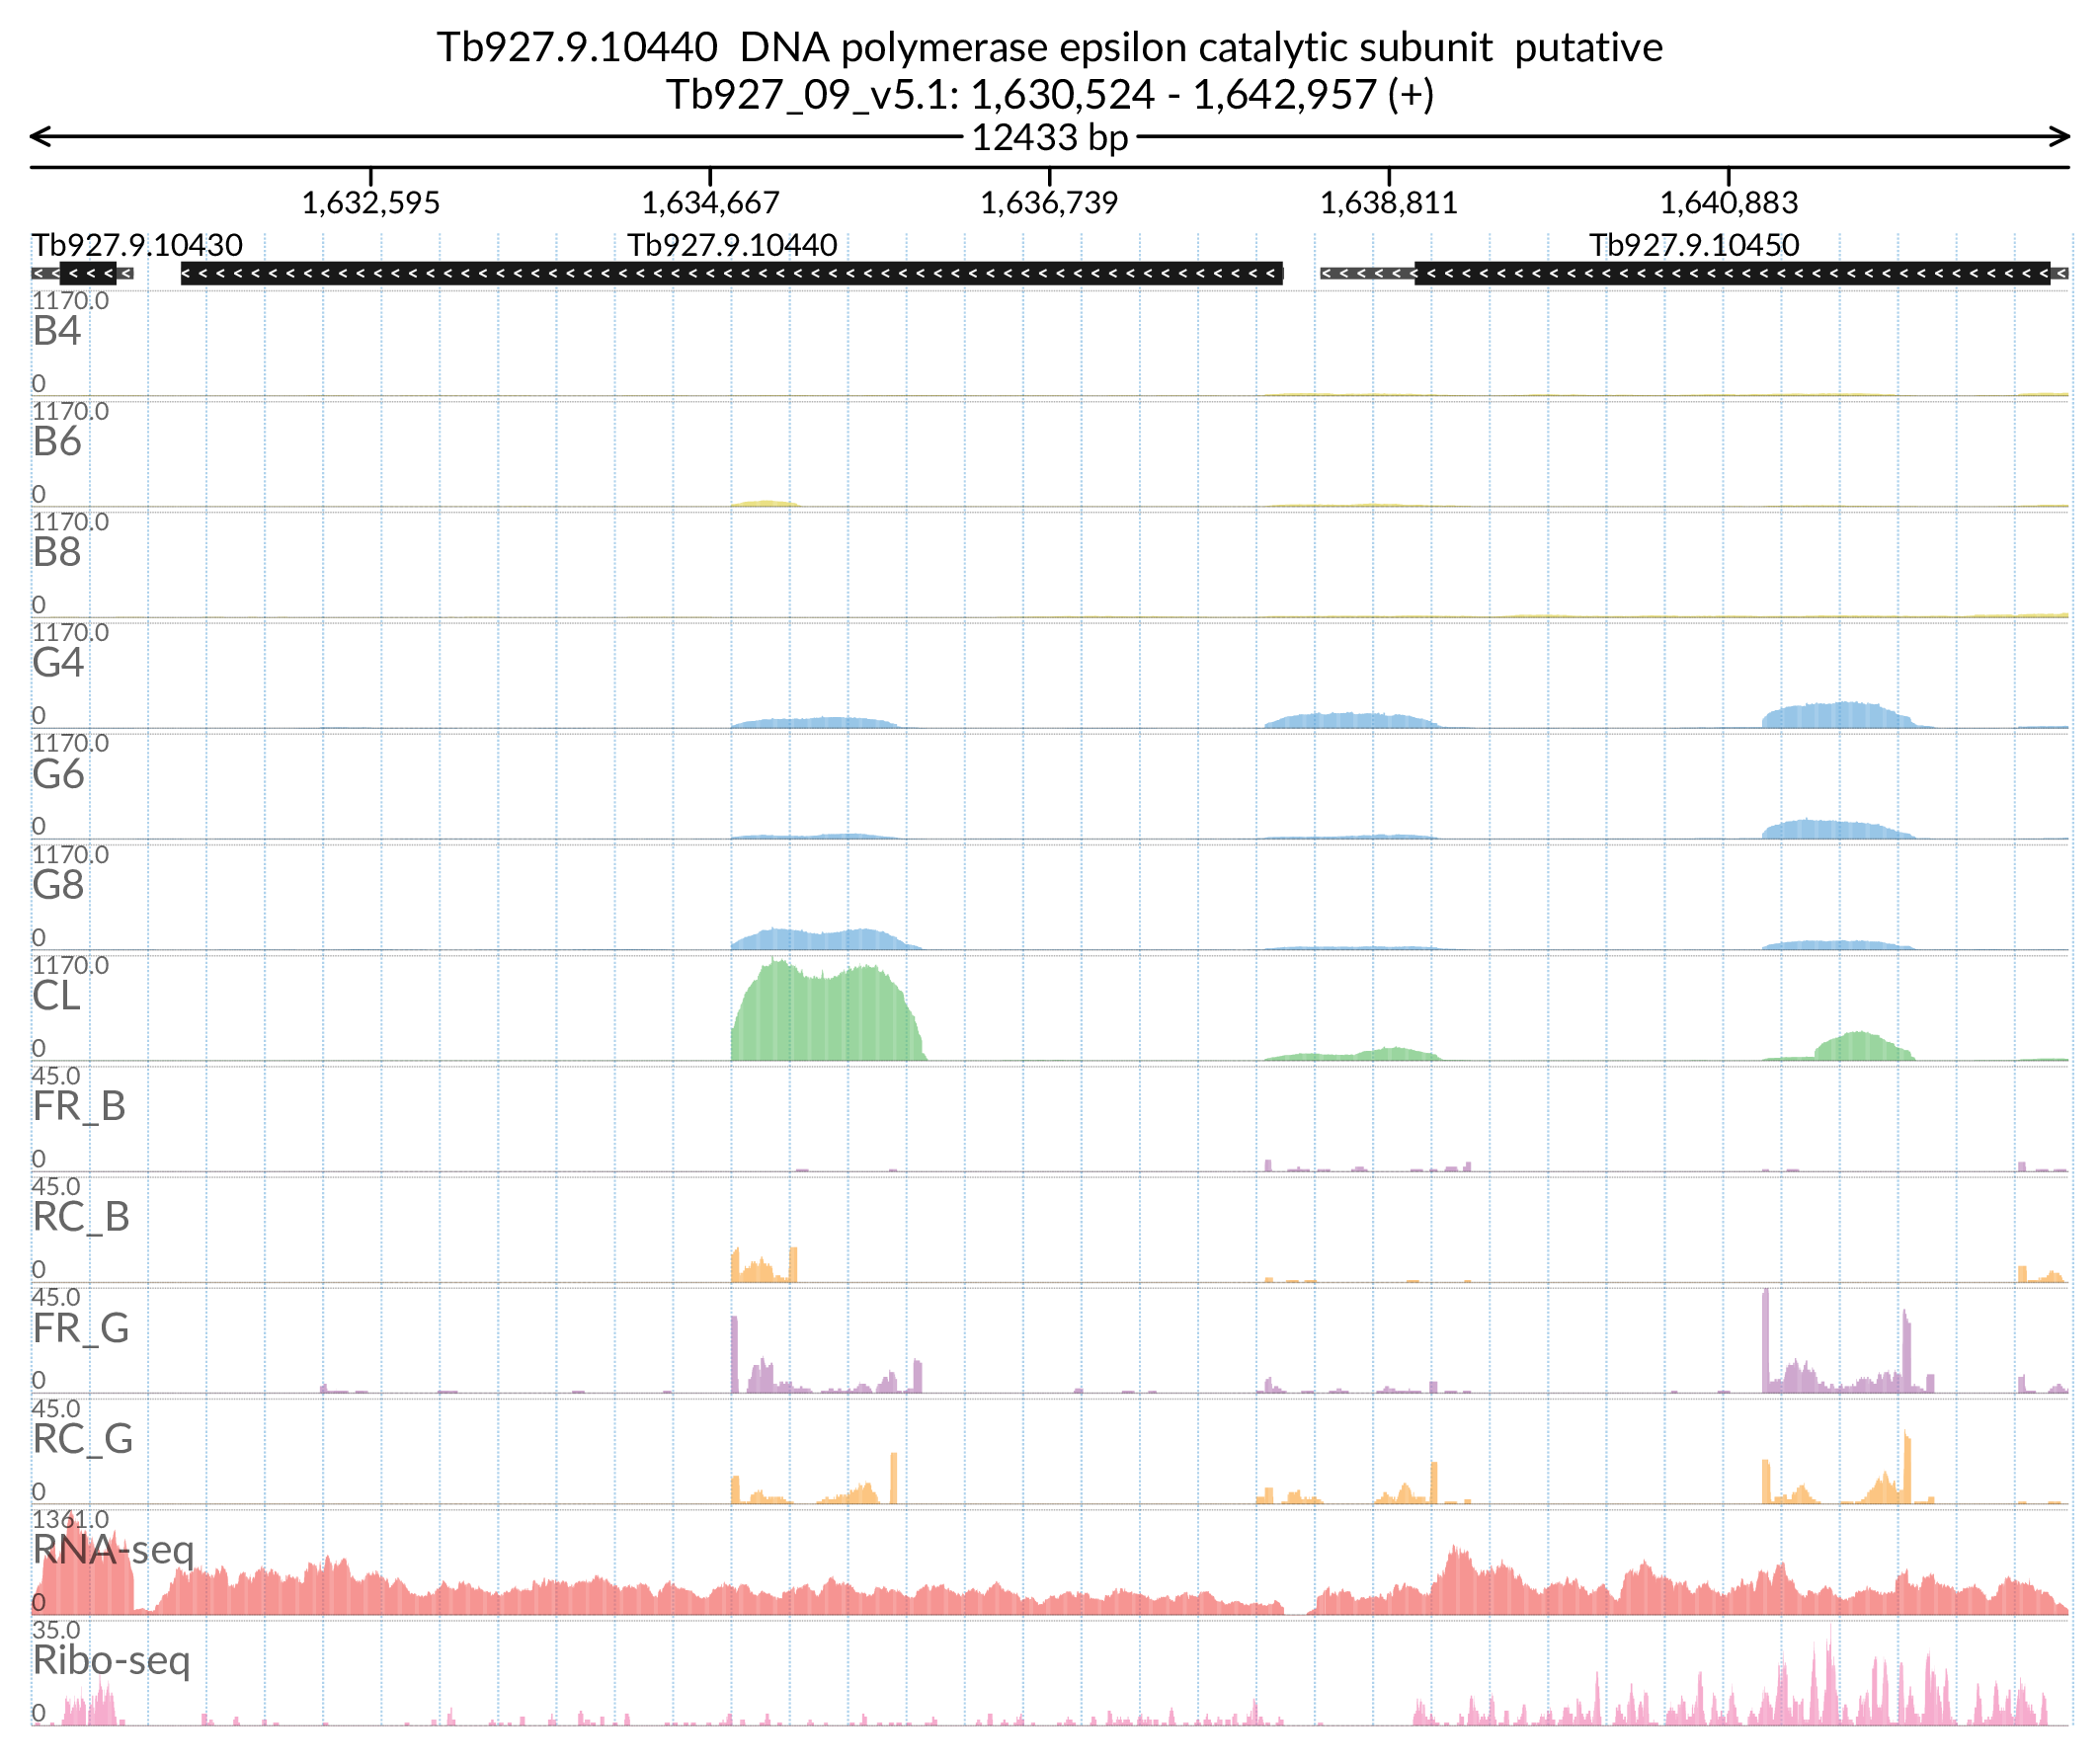 Tb927.9.10440  DNA polymerase epsilon catalytic subunit  putative
Tb927_09_v5.1: 1,630,524 - 1,642,957 (+)
12433 bp
1,632,595 1,634,667 1,636,739 1,638,811 1,640,883
Tb927.9.10430 Tb927.9.10440 Tb927.9.10450
1170.0
B4
0
1170.0
B6
0
1170.0
B8
0
1170.0
G4
0
1170.0
G6
0
1170.0
G8
0
1170.0
CL
0
45.0
FR_B
0
45.0
RC_B
0
45.0
FR_G
0
45.0
RC_G
0
1361.0
RNA-seq
0
35.0
Ribo-seq
0